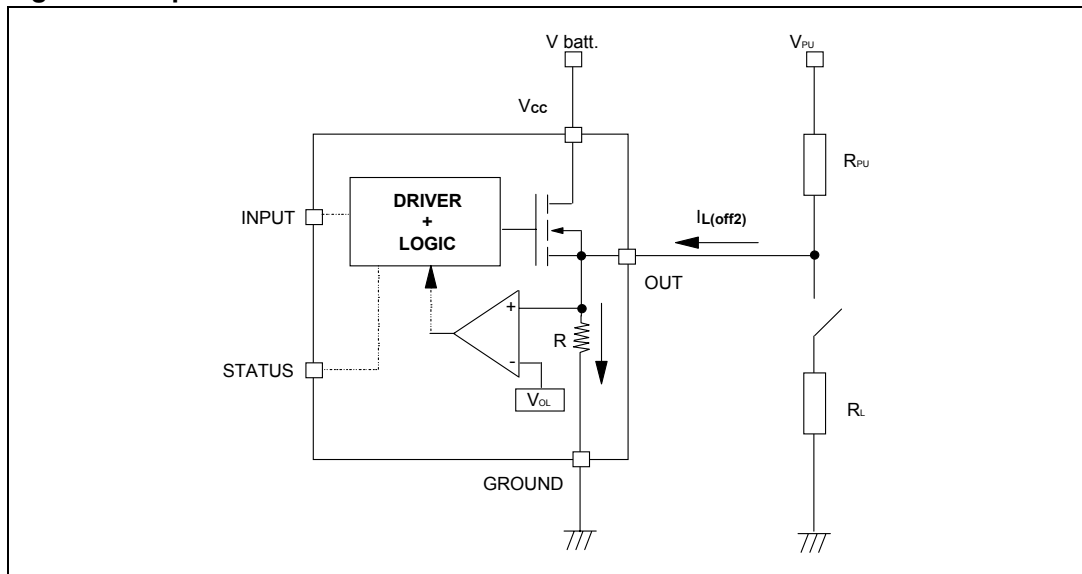 V batt.
VPU
Vcc
RPU
DRIVER
+
LOGIC
INPUT
IL(off2)
OUT
+
R
-
STATUS
VOL
RL
GROUND